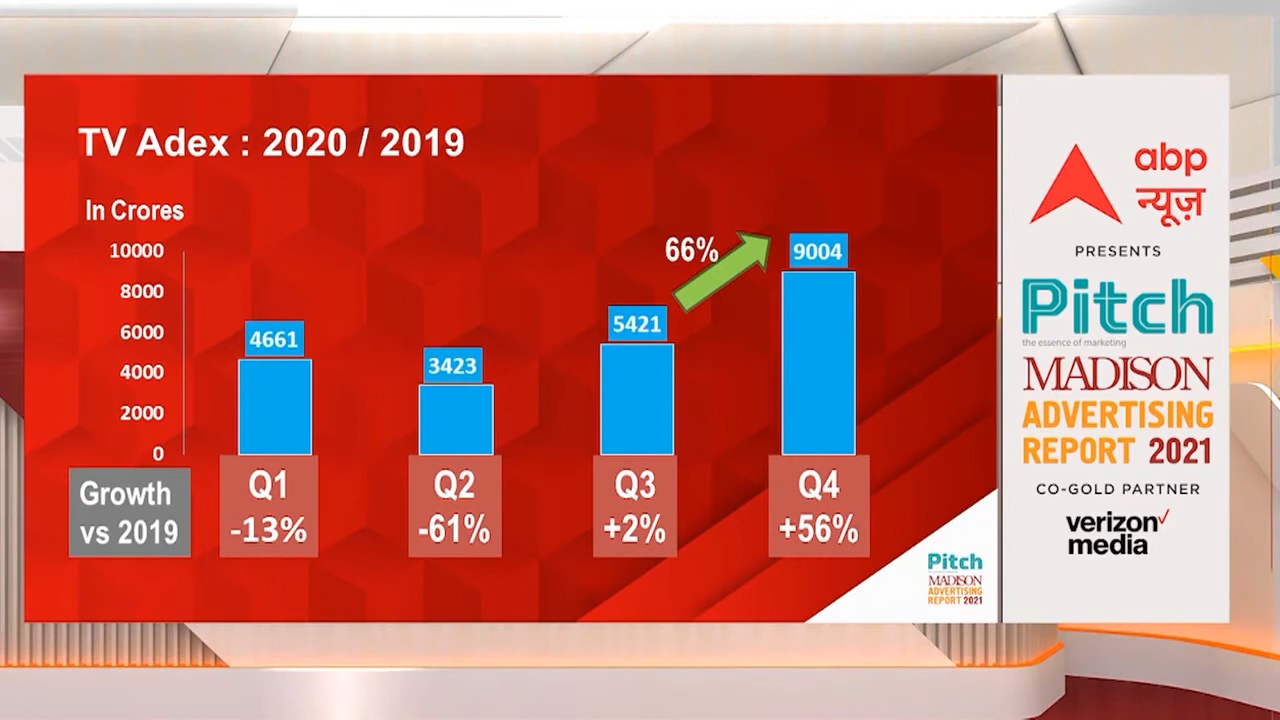 TV Adex : 2020 / 2019
In Crores
10000
8000
6000
4000
2000
0
4661
3423
5421
66%
9004
Growth
vs 2019
Q1
-13%
Q2
-61%
Q3
+2%
Q4
+56%
Pitch
MADISON
ADVERTISING
REPORT 2021
abp
न्यूज़
PRESENTS
Pitch
the essence of marketing
MADISON
ADVERTISING
REPORT 2021
CO-GOLD PARTNER
verizon
media